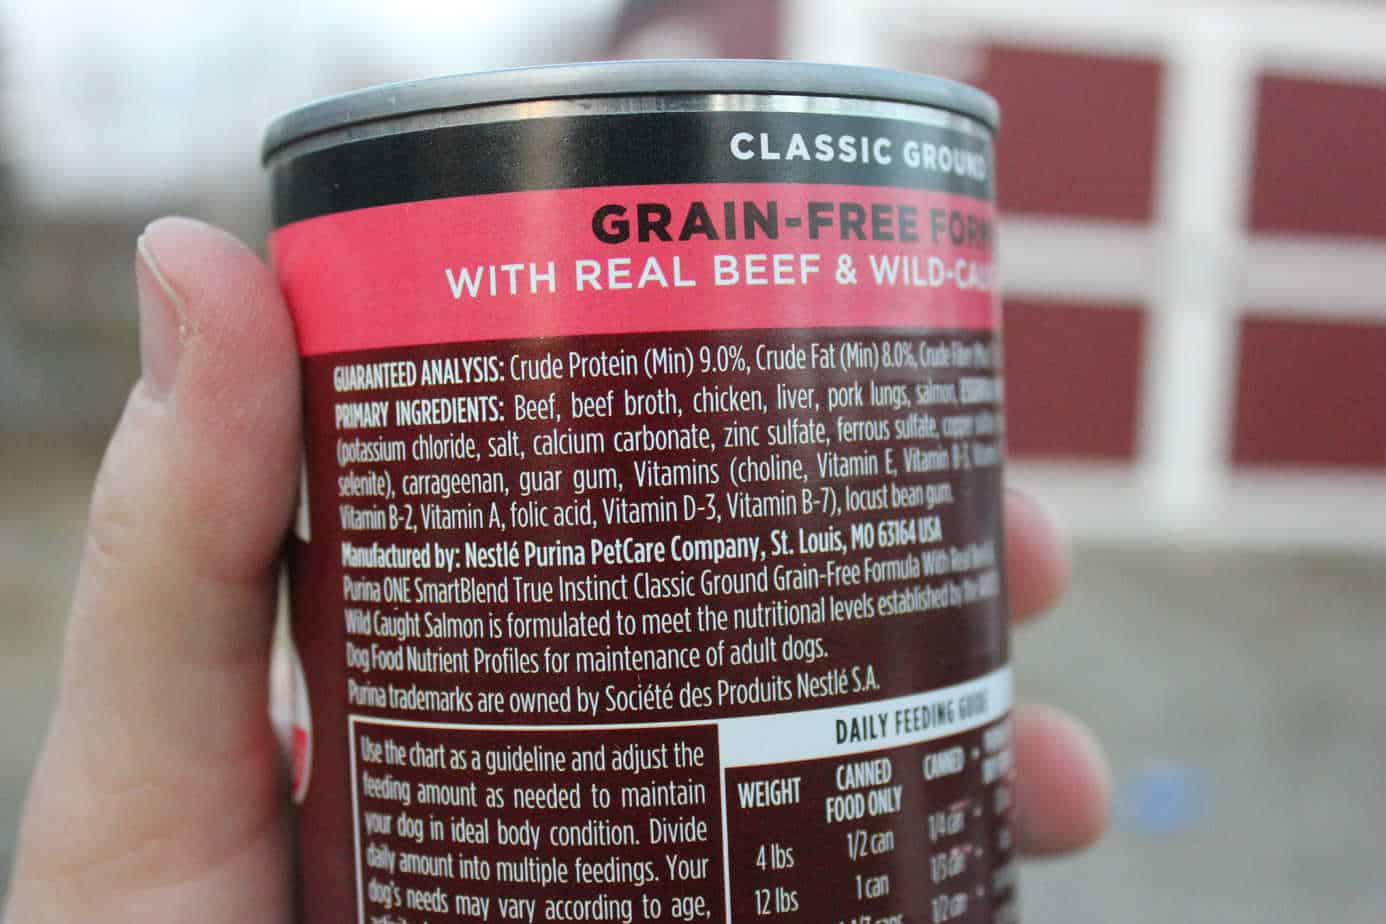 CLASSIC GROUND
GRAIN-FREE FORM
WITH REAL BEEF & WILD-CAU
GUARANTEED ANALYSIS: Crude Protein (Min) 9.0%, Crude Fat (Min) 8.0%, Crude Fiber
PRIMARY INGREDIENTS: Beef, beef broth, chicken, liver, pork lungs, salmon,
(potassium chloride, salt, calcium carbonate, zinc sulfate, ferrous sulfate, copper
selenite), carrageenan, guar gum, Vitamins (choline, Vitamin E, Vitamin B-3,
Vitamin B-2, Vitamin A, folic acid, Vitamin D-3, Vitamin B-7), locust bean gum.
Manufactured by: Nestlé Purina PetCare Company, St. Louis, MO 63164 USA
Purina ONE SmartBlend True Instinct Classic Ground Grain-Free Formula With Real
Wild Caught Salmon is formulated to meet the nutritional levels established by the
Dog Food Nutrient Profiles for maintenance of adult dogs.
Purina trademarks are owned by Société des Produits Nestlé S.A.
Use the chart as a guideline and adjust the
feeding amount as needed to maintain
your dog in ideal body condition. Divide
daily amount into multiple feedings. Your
dog's needs may vary according to age,
DAILY FEEDING GUIDE
WEIGHT CANNED FOOD ONLY CANNED
4 lbs 1/2 can 1/4 can
12 lbs 1 can 1/3 can
1/2 can